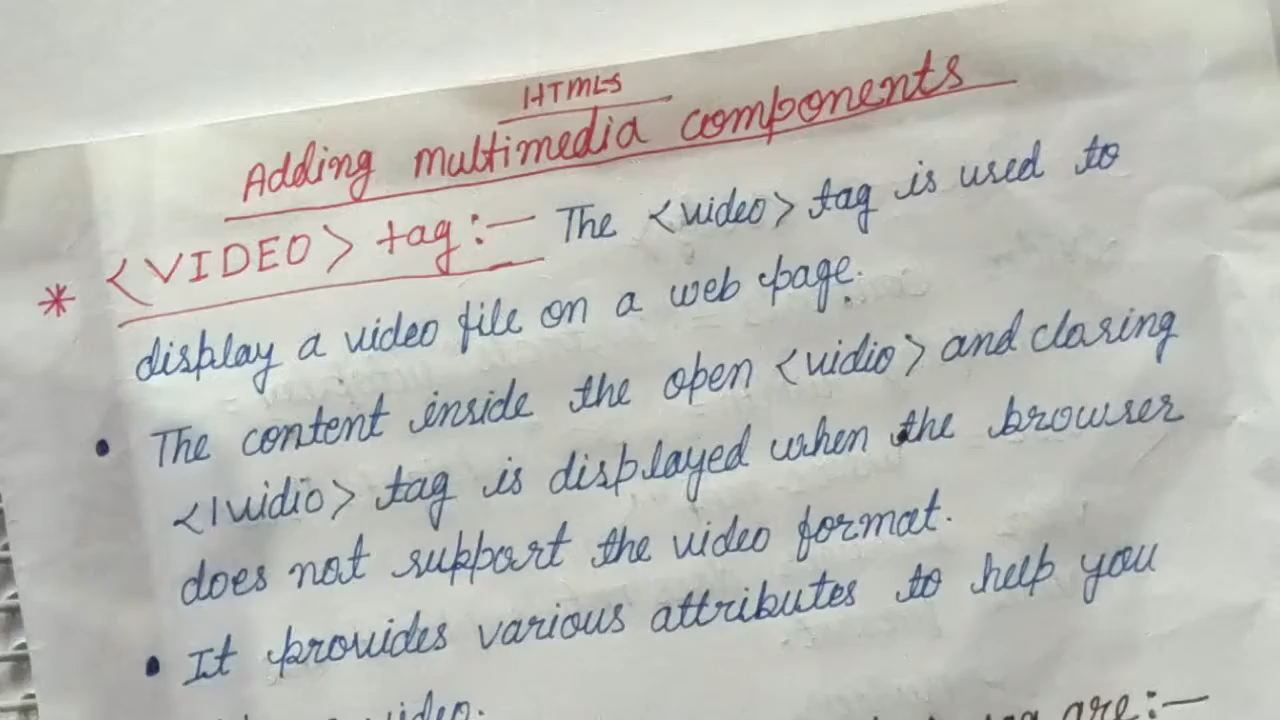 HTML5
Adding multimedia components
* <VIDEO> tag:— The <video> tag is used to
display a video file on a web page.
• The content inside the open <vidio> and closing
</vidio> tag is displayed when the browser
does not support the video format.
• It provides various attributes to help you
video.
are:—